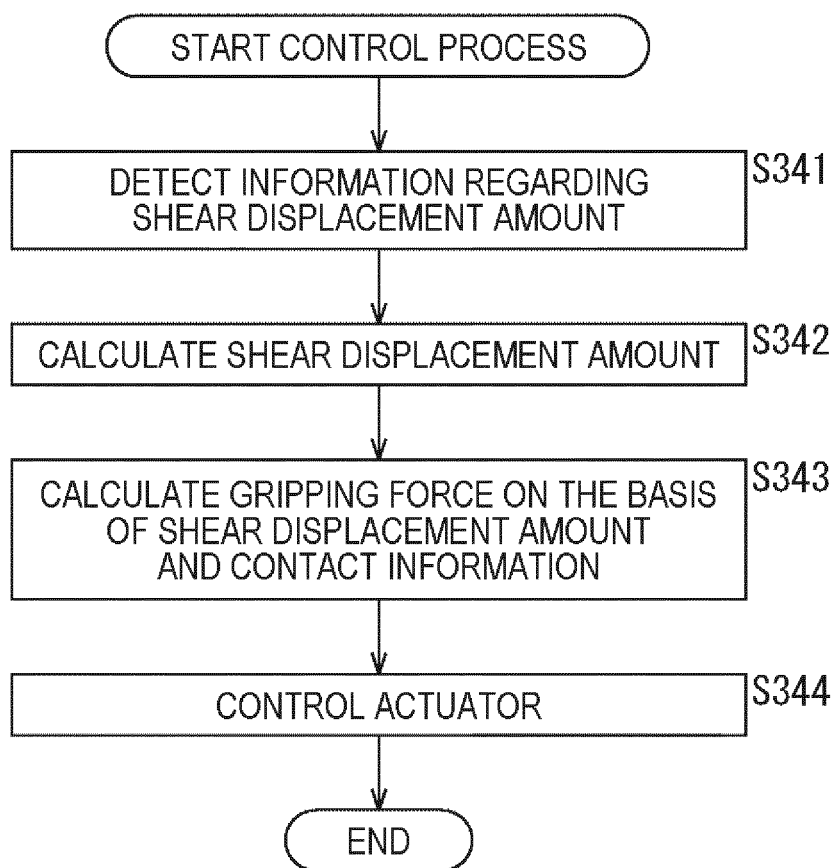 START CONTROL PROCESS
S341
DETECT INFORMATION REGARDING
SHEAR DISPLACEMENT AMOUNT
S342
CALCULATE SHEAR DISPLACEMENT AMOUNT
S343
CALCULATE GRIPPING FORCE ON THE BASIS
OF SHEAR DISPLACEMENT AMOUNT
AND CONTACT INFORMATION
S344
CONTROL ACTUATOR
END